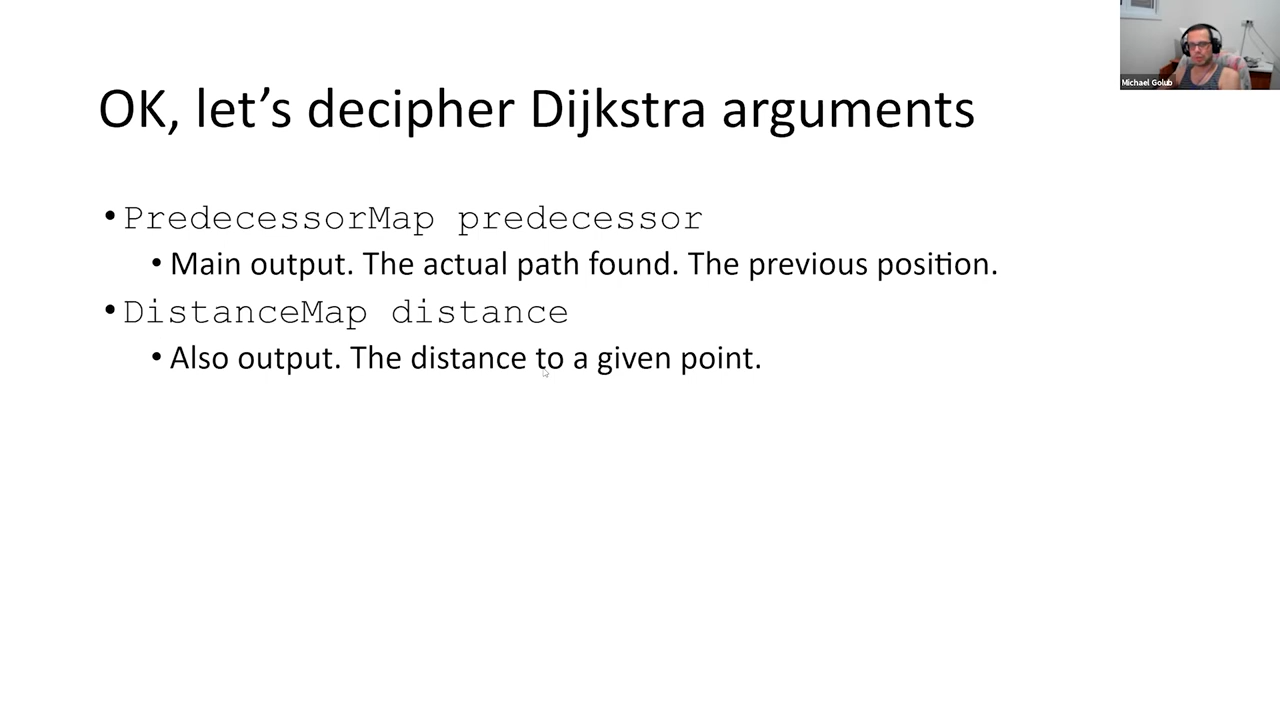 Michael Golub
OK, let's decipher Dijkstra arguments
• PredecessorMap predecessor
• Main output. The actual path found. The previous position.
• DistanceMap distance
• Also output. The distance to a given point.